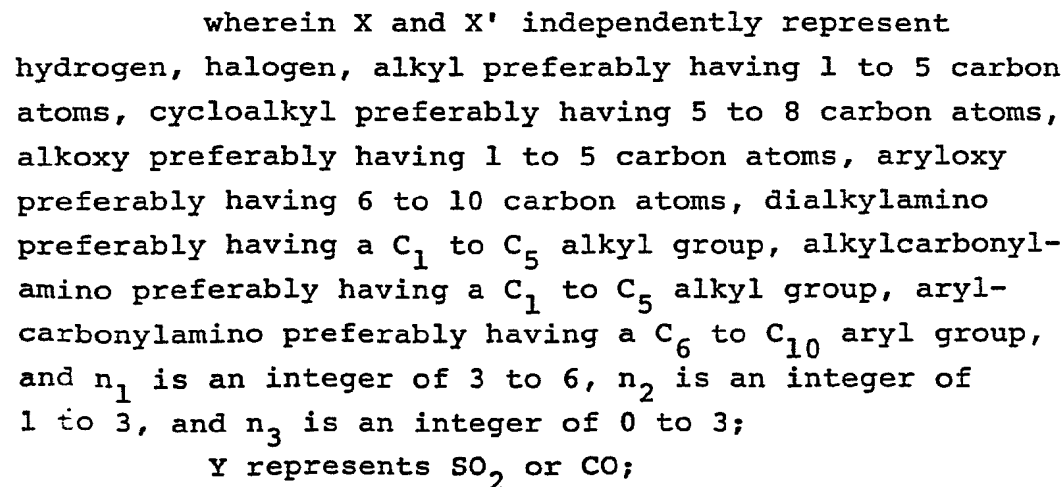 wherein X and X' independently represent
hydrogen, halogen, alkyl preferably having 1 to 5 carbon
atoms, cycloalkyl preferably having 5 to 8 carbon atoms,
alkoxy preferably having 1 to 5 carbon atoms, aryloxy
preferably having 6 to 10 carbon atoms, dialkylamino
preferably having a C₁ to C₅ alkyl group, alkylcarbonyl-
amino preferably having a C₁ to C₅ alkyl group, aryl-
carbonylamino preferably having a C₆ to C₁₀ aryl group,
and n₁ is an integer of 3 to 6, n₂ is an integer of
1 to 3, and n₃ is an integer of 0 to 3;
Y represents SO₂ or CO;